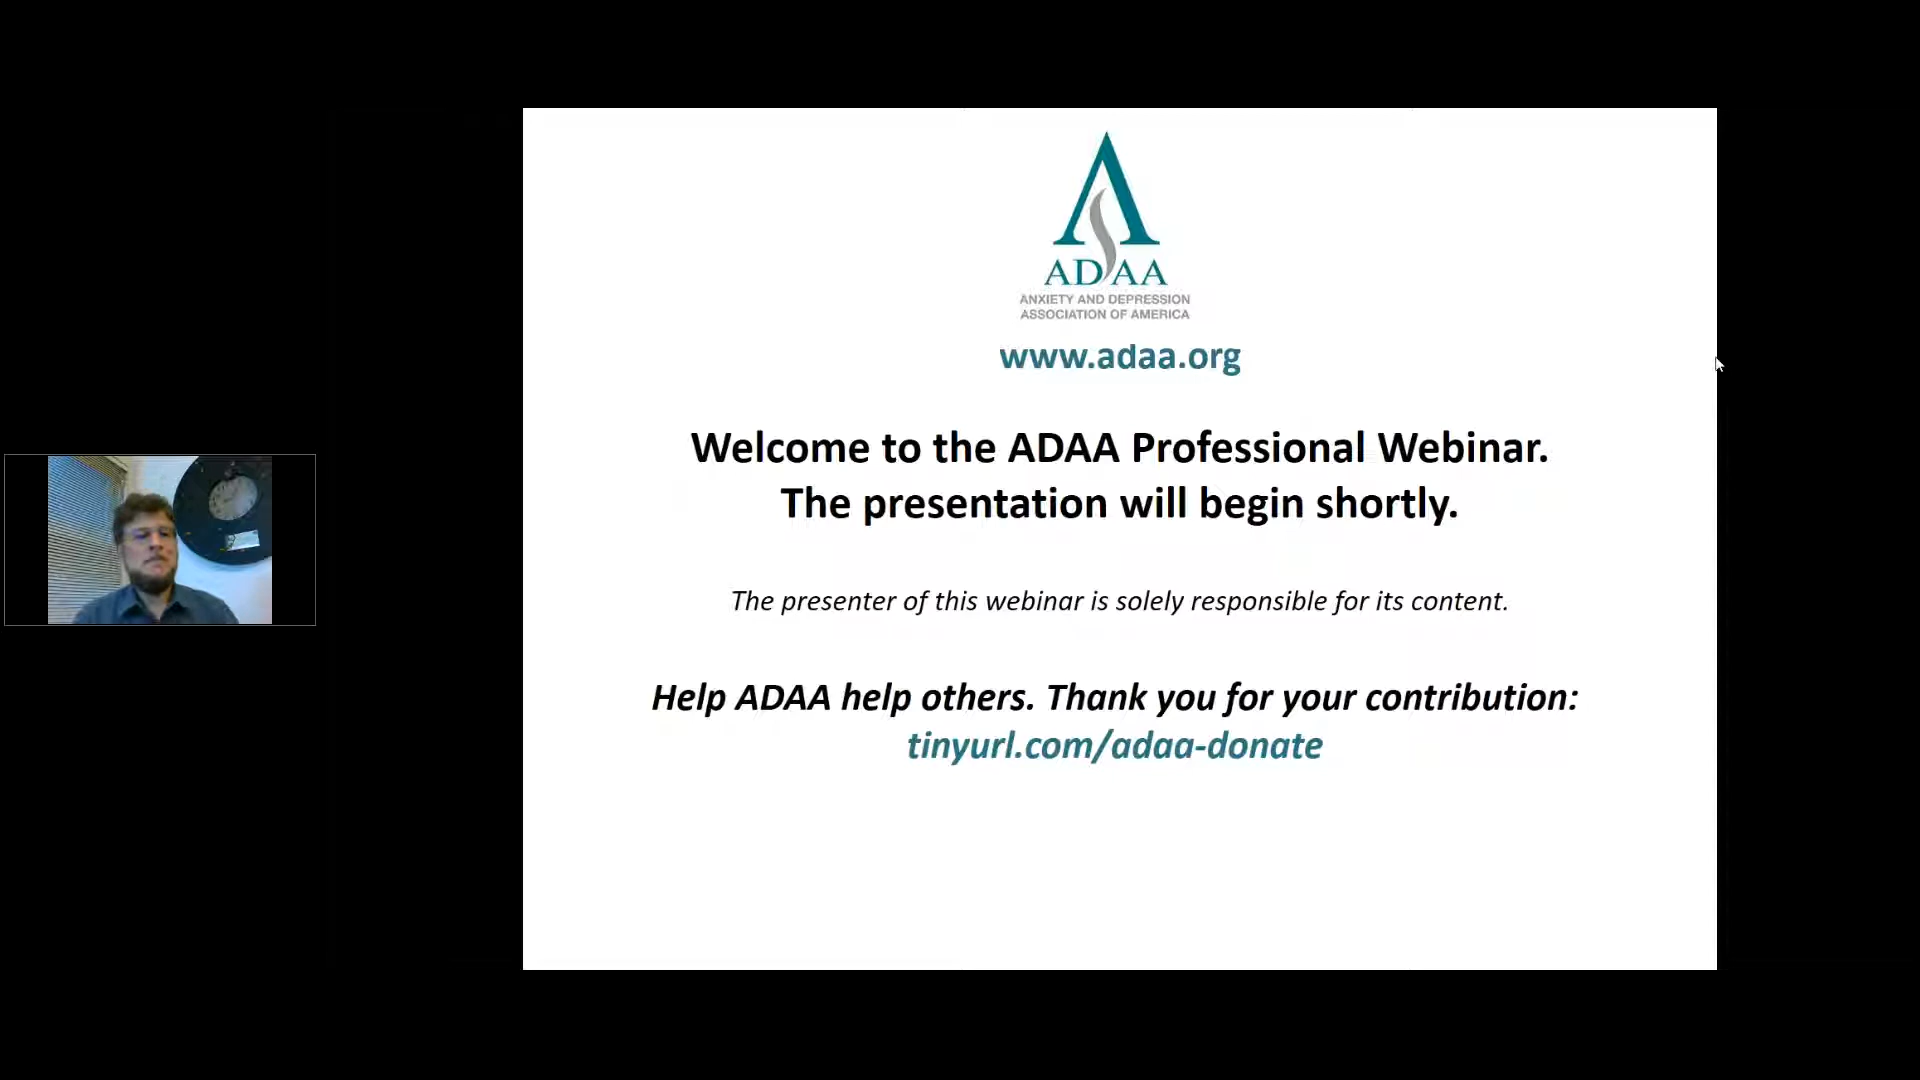 ADAA
ANXIETY AND DEPRESSION
ASSOCIATION OF AMERICA
www.adaa.org
Welcome to the ADAA Professional Webinar.
The presentation will begin shortly.
The presenter of this webinar is solely responsible for its content.
Help ADAA help others. Thank you for your contribution:
tinyurl.com/adaa-donate